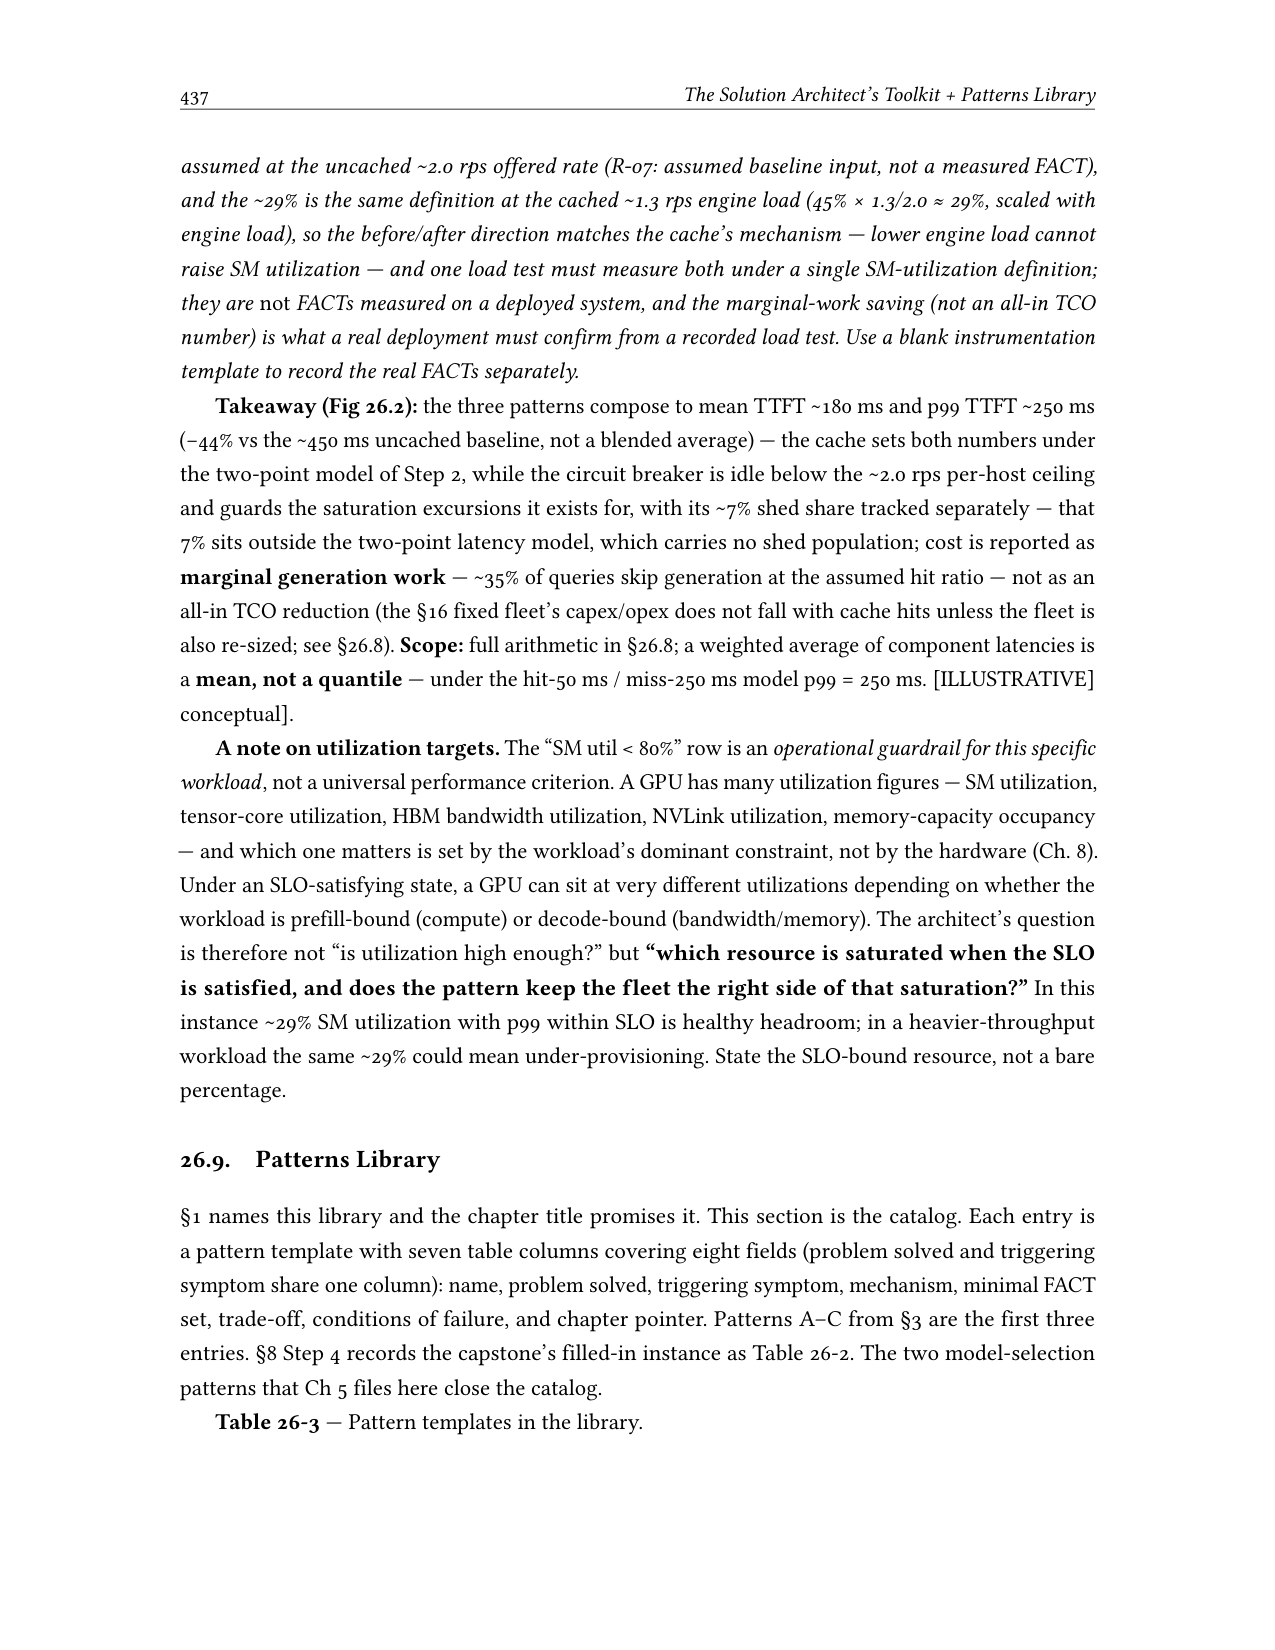 437 The Solution Architect's Toolkit + Patterns Library
assumed at the uncached ~2.0 rps offered rate (R-07: assumed baseline input, not a measured FACT),
and the ~29% is the same definition at the cached ~1.3 rps engine load (45% × 1.3/2.0 ≈ 29%, scaled with
engine load), so the before/after direction matches the cache's mechanism — lower engine load cannot
raise SM utilization — and one load test must measure both under a single SM-utilization definition;
they are not FACTs measured on a deployed system, and the marginal-work saving (not an all-in TCO
number) is what a real deployment must confirm from a recorded load test. Use a blank instrumentation
template to record the real FACTs separately.
Takeaway (Fig 26.2): the three patterns compose to mean TTFT ~180 ms and p99 TTFT ~250 ms
(−44% vs the ~450 ms uncached baseline, not a blended average) — the cache sets both numbers under
the two-point model of Step 2, while the circuit breaker is idle below the ~2.0 rps per-host ceiling
and guards the saturation excursions it exists for, with its ~7% shed share tracked separately — that
7% sits outside the two-point latency model, which carries no shed population; cost is reported as
marginal generation work — ~35% of queries skip generation at the assumed hit ratio — not as an
all-in TCO reduction (the §16 fixed fleet's capex/opex does not fall with cache hits unless the fleet is
also re-sized; see §26.8). Scope: full arithmetic in §26.8; a weighted average of component latencies is
a mean, not a quantile — under the hit-50 ms / miss-250 ms model p99 = 250 ms. [ILLUSTRATIVE]
conceptual].
A note on utilization targets. The “SM util < 80%” row is an operational guardrail for this specific
workload, not a universal performance criterion. A GPU has many utilization figures — SM utilization,
tensor-core utilization, HBM bandwidth utilization, NVLink utilization, memory-capacity occupancy
— and which one matters is set by the workload's dominant constraint, not by the hardware (Ch. 8).
Under an SLO-satisfying state, a GPU can sit at very different utilizations depending on whether the
workload is prefill-bound (compute) or decode-bound (bandwidth/memory). The architect's question
is therefore not “is utilization high enough?” but “which resource is saturated when the SLO
is satisfied, and does the pattern keep the fleet the right side of that saturation?” In this
instance ~29% SM utilization with p99 within SLO is healthy headroom; in a heavier-throughput
workload the same ~29% could mean under-provisioning. State the SLO-bound resource, not a bare
percentage.
26.9. Patterns Library
§1 names this library and the chapter title promises it. This section is the catalog. Each entry is
a pattern template with seven table columns covering eight fields (problem solved and triggering
symptom share one column): name, problem solved, triggering symptom, mechanism, minimal FACT
set, trade-off, conditions of failure, and chapter pointer. Patterns A–C from §3 are the first three
entries. §8 Step 4 records the capstone's filled-in instance as Table 26-2. The two model-selection
patterns that Ch 5 files here close the catalog.
Table 26-3 — Pattern templates in the library.